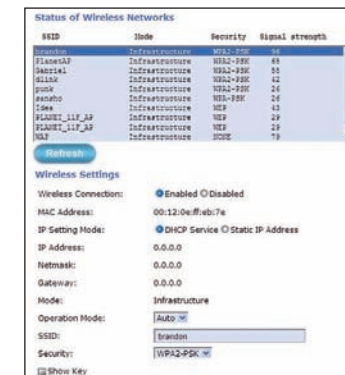 Status of Wireless Networks
SSID Mode Security Signal strength
brandon Infrastructure WPA2-PSK 96
PlanetAP Infrastructure WPA2-PSK
Gabriel Infrastructure WPA2-PSK 55
dlink Infrastructure WPA2-PSK 42
punk Infrastructure WPA2-PSK 26
sensho Infrastructure WPA-PSK 26
Idea Infrastructure WEP
PLANET_11F_AP Infrastructure WEP 29
PLANET_11F_AP Infrastructure WEP 29
WAP Infrastructure NONE 79
Refresh
Wireless Settings
Wireless Connection: Enabled Disabled
MAC Address: 00:12:0e:ff:eb:7e
IP Setting Mode: DHCP Service Static IP Address
IP Address: 0.0.0.0
Netmask: 0.0.0.0
Gateway: 0.0.0.0
Mode: Infrastructure
Operation Mode: Auto
SSID: brandon
Security: WPA2-PSK
Show Key